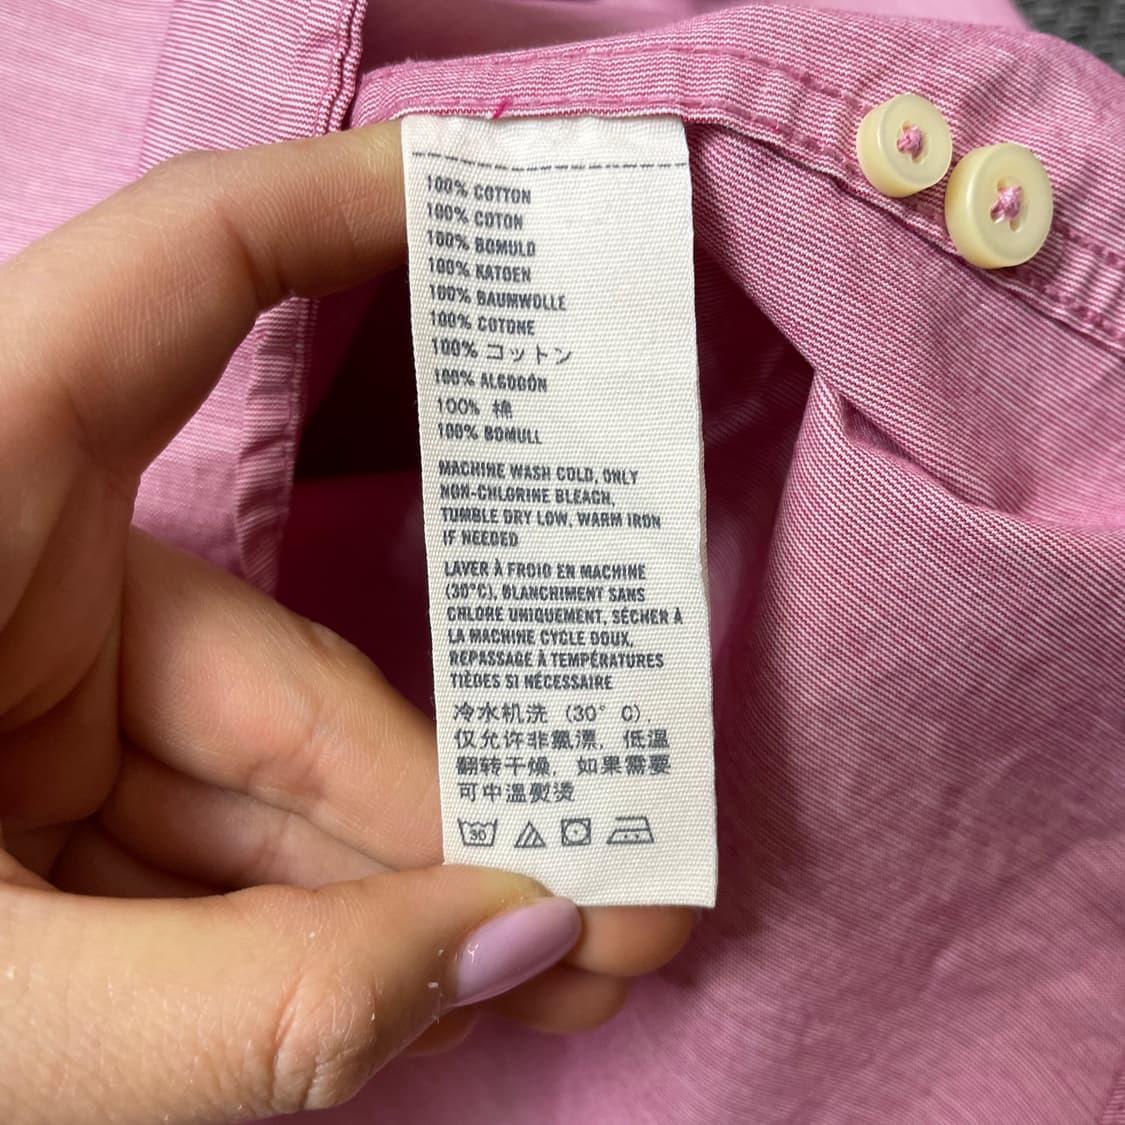 100% COTTON
100% COTON
100% BOMULD
100% KATOEN
100% BAUMWOLLE
100% COTONE
100% コットン
100% ALGODÓN
100% 棉
100% BOMULL
MACHINE WASH COLD, ONLY
NON-CHLORINE BLEACH,
TUMBLE DRY LOW, WARM IRON
IF NEEDED
LAVER À FROID EN MACHINE
(30°C), BLANCHIMENT SANS
CHLORE UNIQUEMENT, SÉCHER À
LA MACHINE CYCLE DOUX,
REPASSAGE À TEMPÉRATURES
TIÈDES SI NÉCESSAIRE
冷水机洗 (30° C),
仅允许非氯漂, 低温
翻转干燥, 如果需要
可中温熨烫
30